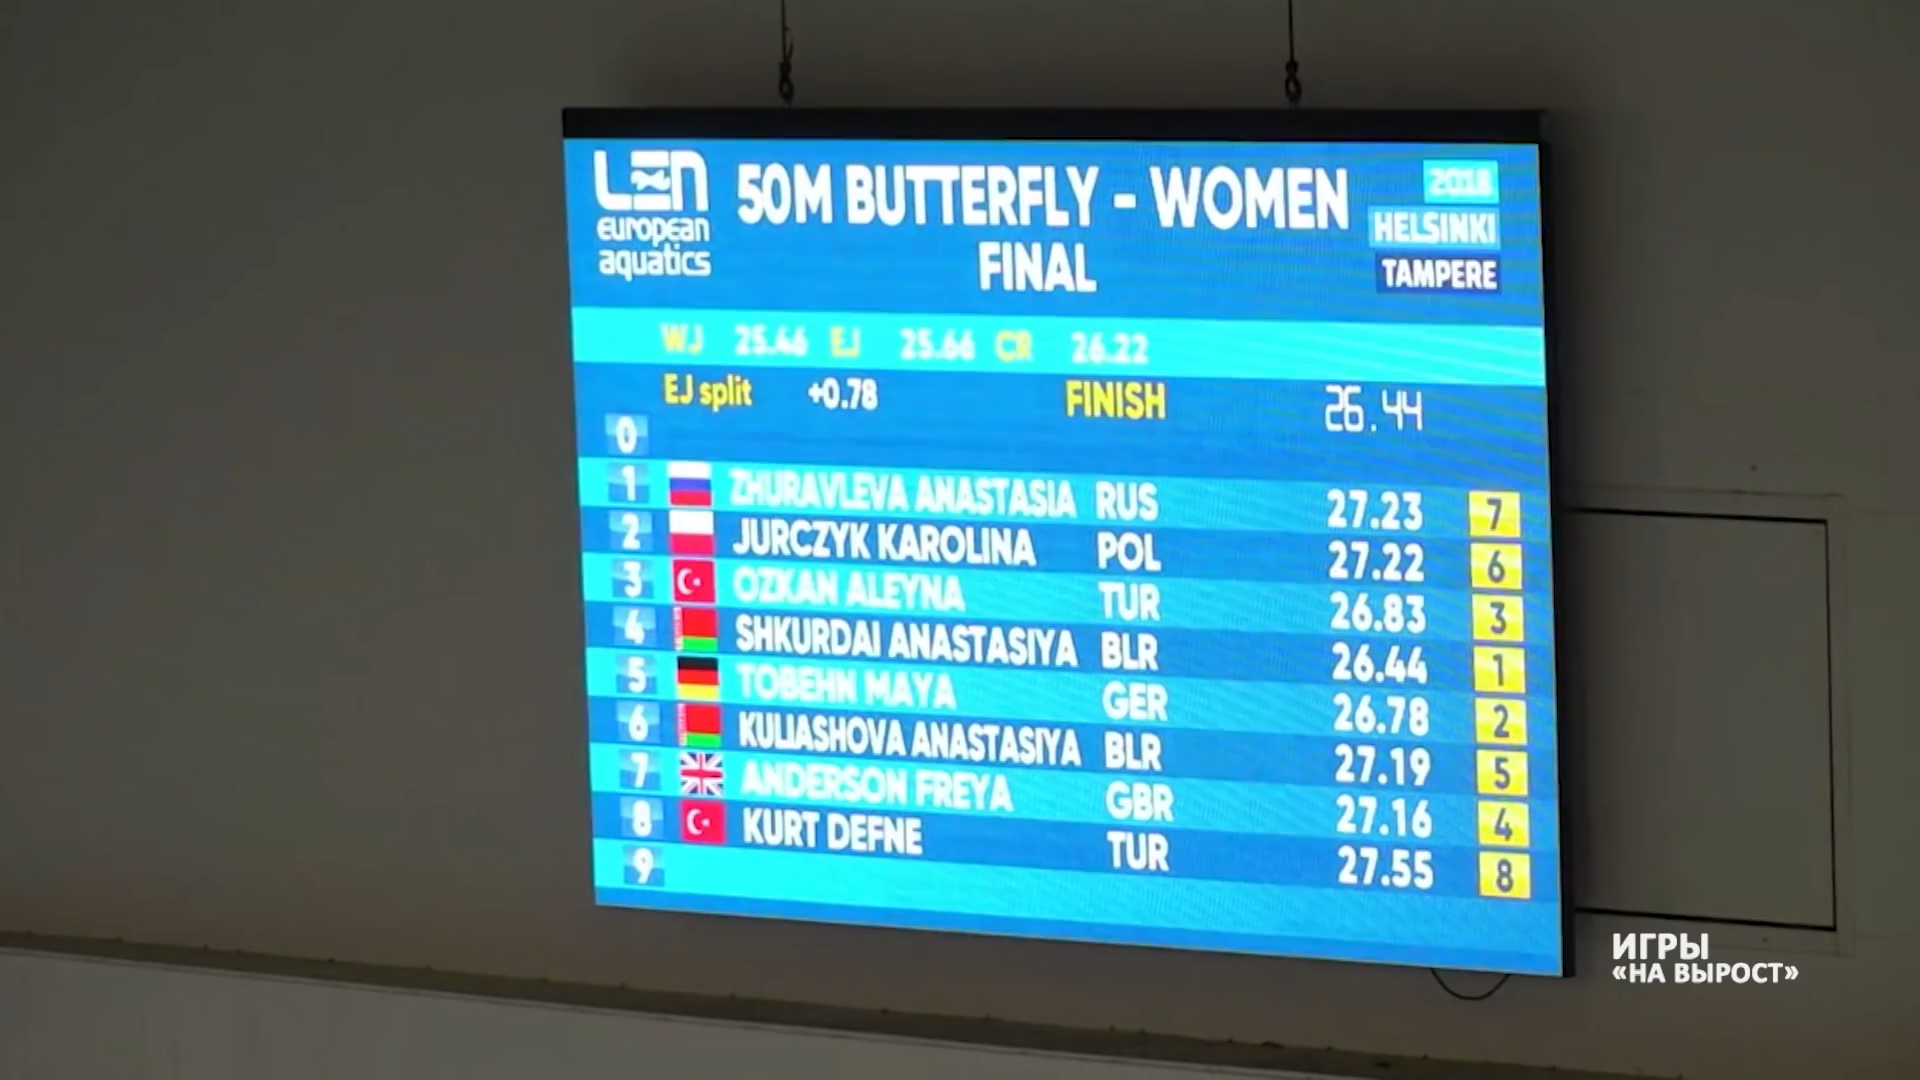 LEN
european
aquatics
50M BUTTERFLY - WOMEN
FINAL
2018
HELSINKI
TAMPERE
WJ 25.46 EJ 25.66 CR 26.22
EJ split +0.78 FINISH 26.44
0
1 ZHURAVLEVA ANASTASIA RUS 27.23 7
2 JURCZYK KAROLINA POL 27.22 6
3 OZKAN ALEYNA TUR 26.83 3
4 SHKURDAI ANASTASIYA BLR 26.44 1
5 TOBEHN MAYA GER 26.78 2
6 KULIASHOVA ANASTASIYA BLR 27.19 5
7 ANDERSON FREYA GBR 27.16 4
8 KURT DEFNE TUR 27.55 8
9
ИГРЫ
«НА ВЫРОСТ»